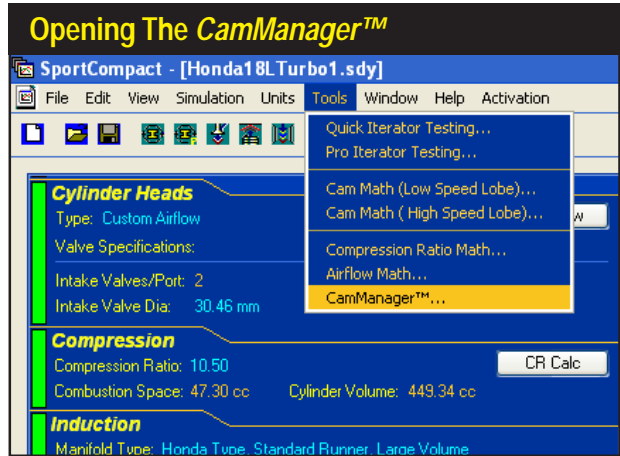 Opening The CamManager™
SportCompact - [Honda18LTurbo1.sdy]
File Edit View Simulation Units Tools Window Help Activation
Quick Iterator Testing...
Pro Iterator Testing...
Cam Math (Low Speed Lobe)...
Cam Math ( High Speed Lobe)...
Compression Ratio Math...
Airflow Math...
CamManager™...
Cylinder Heads
Type: Custom Airflow
Valve Specifications:
Intake Valves/Port: 2
Intake Valve Dia: 30.46 mm
Compression
Compression Ratio: 10.50 CR Calc
Combustion Space: 47.30 cc Cylinder Volume: 449.34 cc
Induction
Manifold Type: Honda Type, Standard Runner, Large Volume